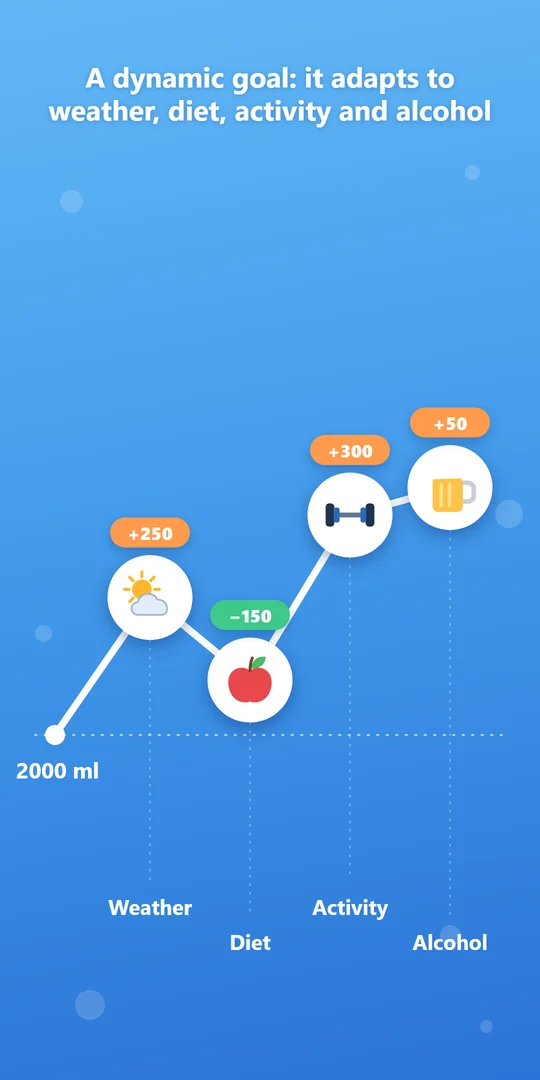 A dynamic goal: it adapts to
weather, diet, activity and alcohol
+50
+300
+250
−150
2000 ml
Weather
Activity
Diet
Alcohol